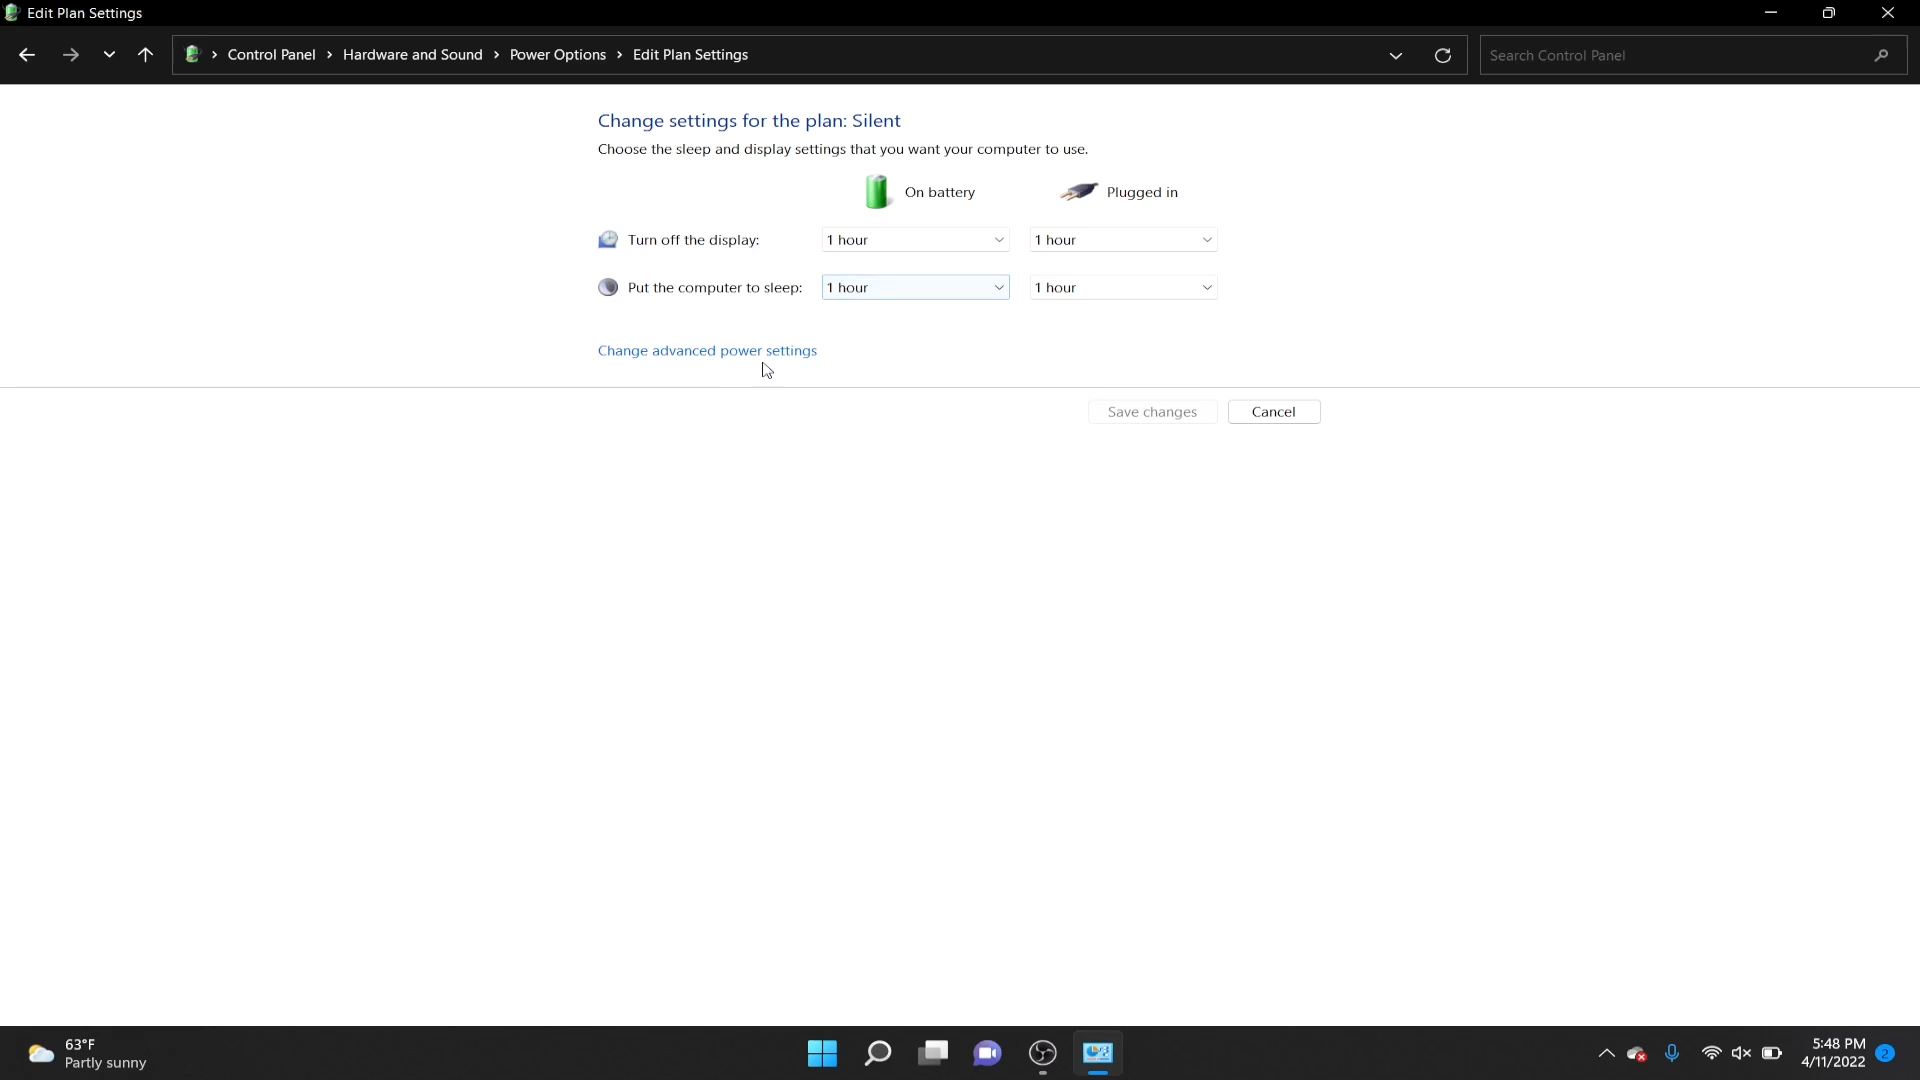 Edit Plan Settings
Control Panel › Hardware and Sound › Power Options › Edit Plan Settings
Search Control Panel
Change settings for the plan: Silent
Choose the sleep and display settings that you want your computer to use.
On battery Plugged in
Turn off the display: 1 hour 1 hour
Put the computer to sleep: 1 hour 1 hour
Change advanced power settings
Save changes Cancel
63°F
Partly sunny
5:48 PM
4/11/2022
2